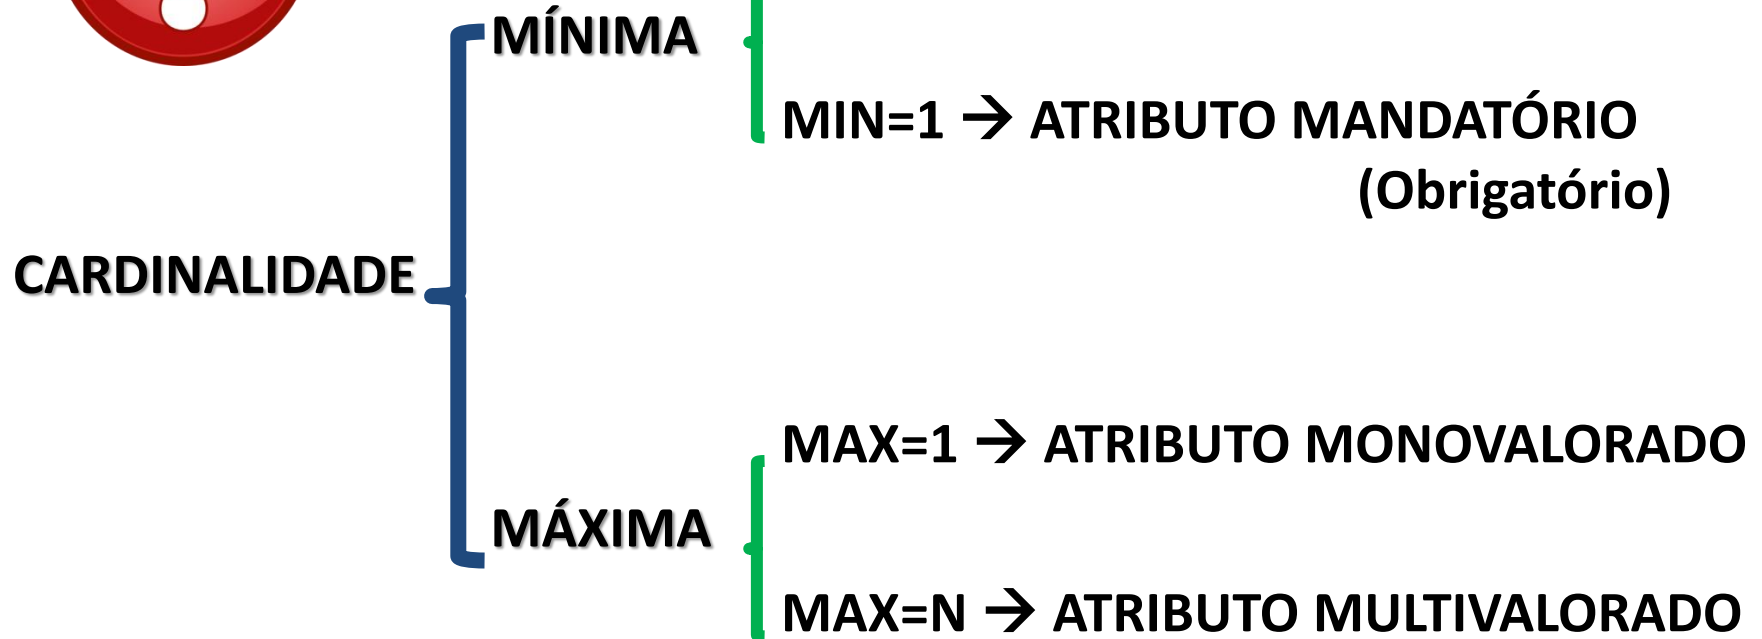 MÍNIMA
MIN=1 → ATRIBUTO MANDATÓRIO
(Obrigatório)
CARDINALIDADE
MAX=1 → ATRIBUTO MONOVALORADO
MÁXIMA
MAX=N → ATRIBUTO MULTIVALORADO